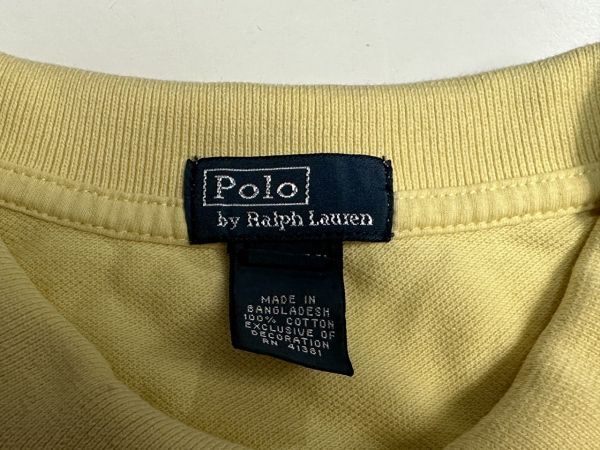 Polo
by Ralph Lauren
MADE IN
BANGLADESH
100% COTTON
EXCLUSIVE OF
DECORATION
RN 41381